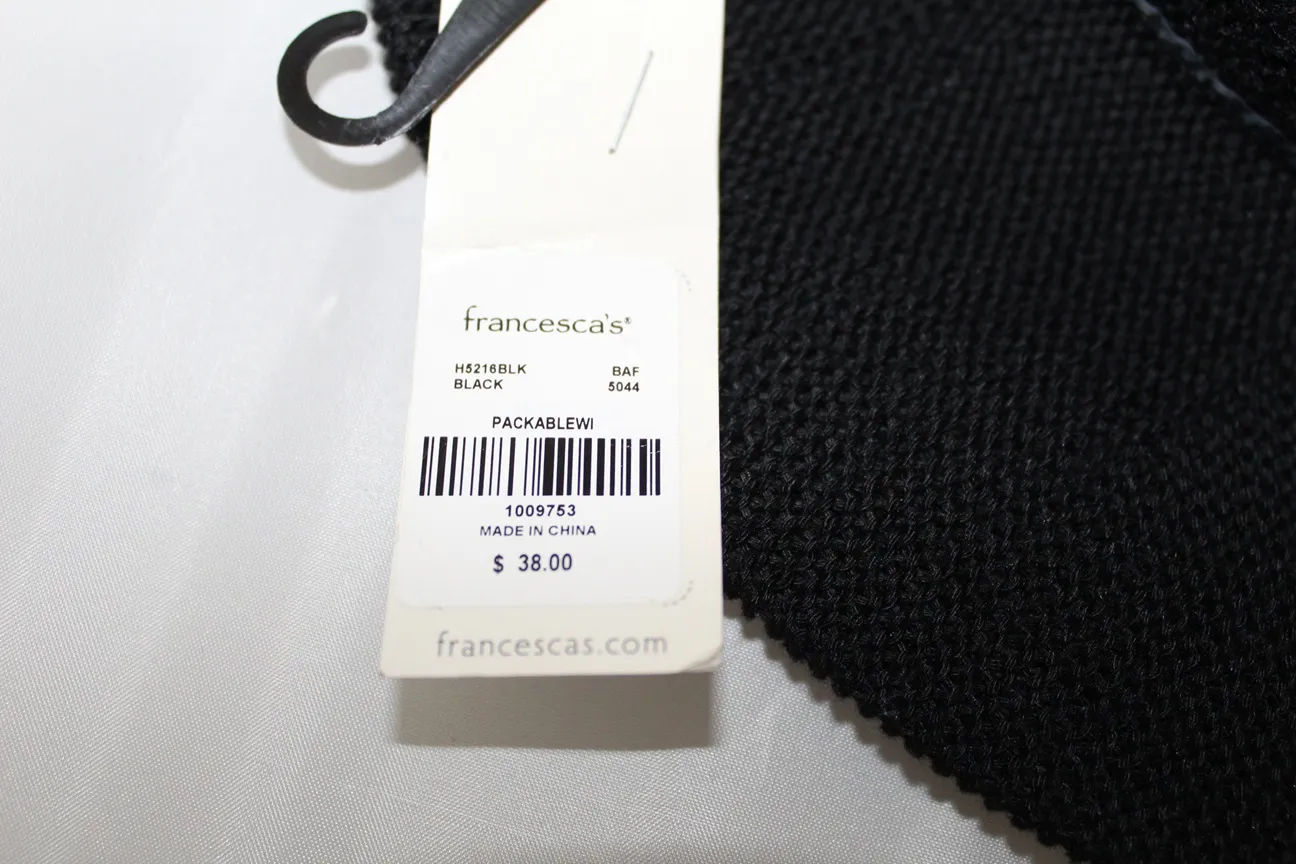 francesca's®
H5216BLK BAF
BLACK 5044
PACKABLEWI
1009753
MADE IN CHINA
$ 38.00
francescas.com